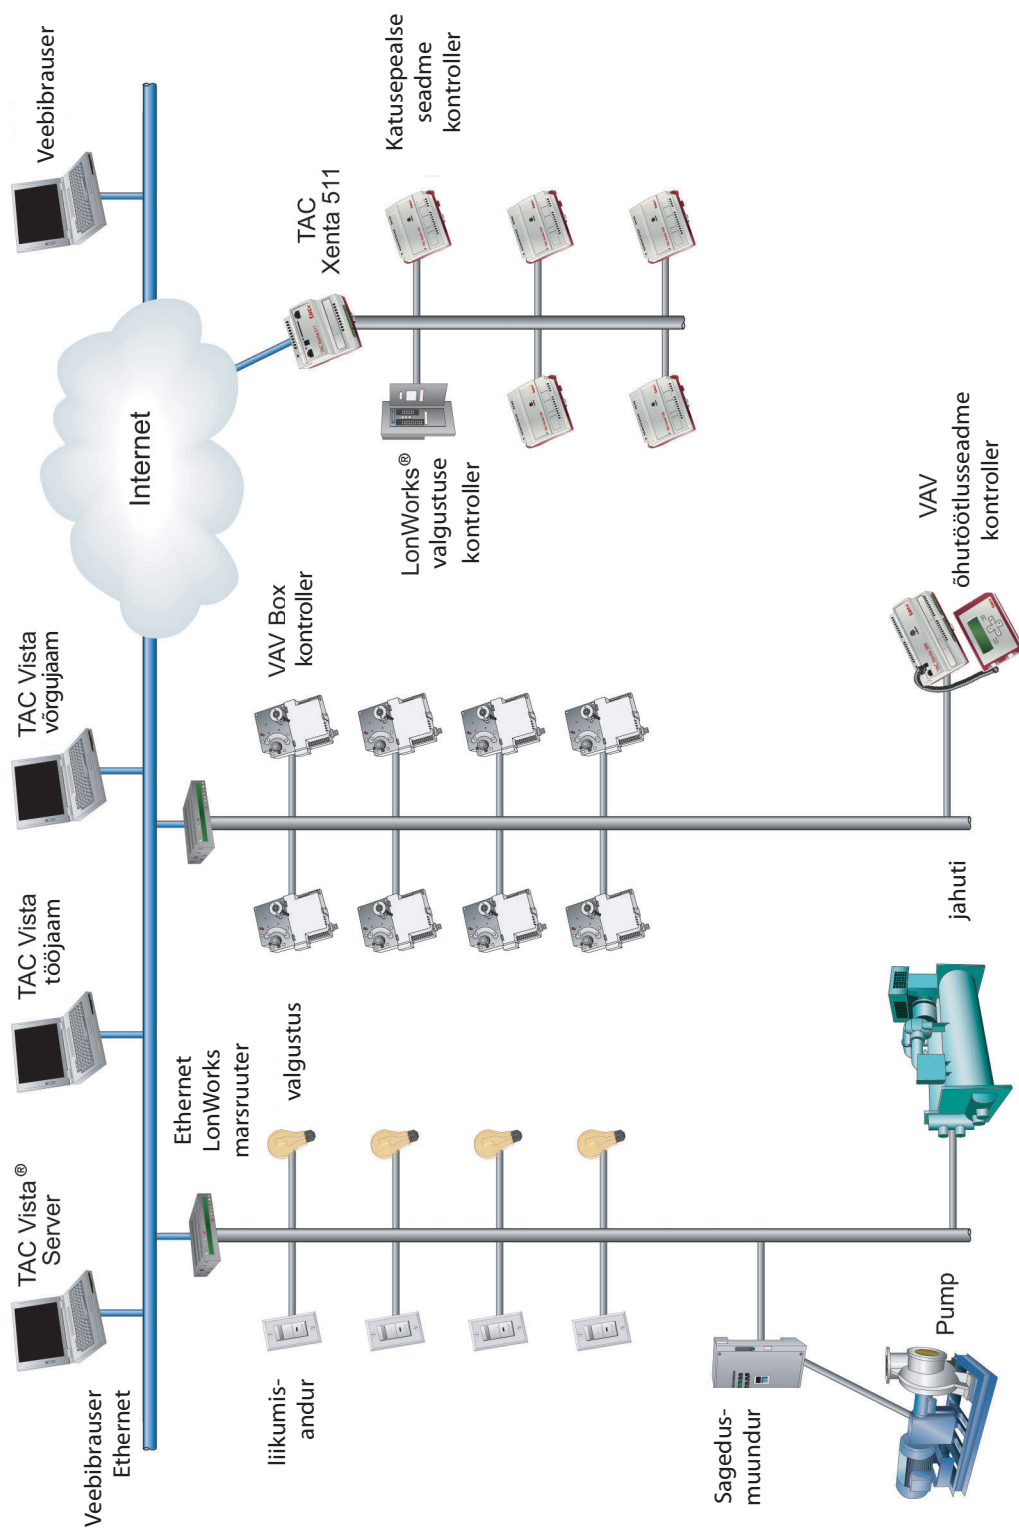 TAC Vista®
Server
TAC Vista
tööjaam
TAC Vista
võrgujaam
Veebibrauser
Internet
Veebibrauser
Ethernet
Ethernet
LonWorks
marsruuter
liikumis-
andur
valgustus
VAV Box
kontroller
TAC
Xenta 511
LonWorks®
valgustuse
kontroller
Katusepealse
seadme
kontroller
Sagedus-
muundur
Pump
jahuti
VAV
õhutöötlusseadme
kontroller